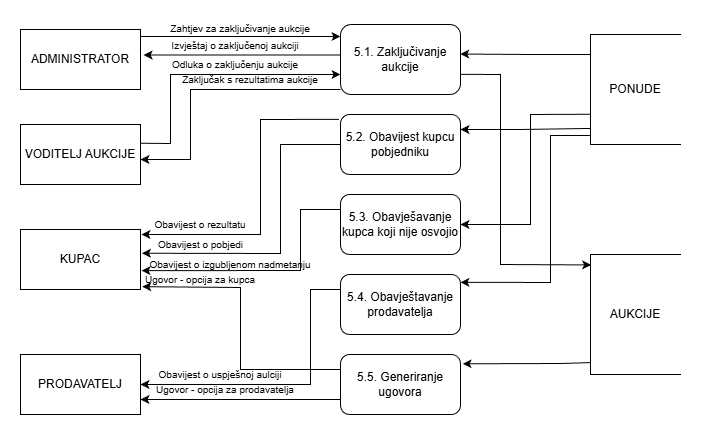 Zahtjev za zaključivanje aukcije
Izvještaj o zaključenoj aukciji
Odluka o zaključenju aukcije
Zaključak s rezultatima aukcije
ADMINISTRATOR
5.1. Zaključivanje
aukcije
PONUDE
VODITELJ AUKCIJE
5.2. Obavijest kupcu
pobjedniku
5.3. Obavješavanje
kupca koji nije osvojio
Obavijest o rezultatu
Obavijest o pobjedi
Obavijest o izgubljenom nadmetanju
Ugovor - opcija za kupca
KUPAC
5.4. Obavještavanje
prodavatelja
AUKCIJE
PRODAVATELJ
Obavijest o uspješnoj aulciji
Ugovor - opcija za prodavatelja
5.5. Generiranje
ugovora